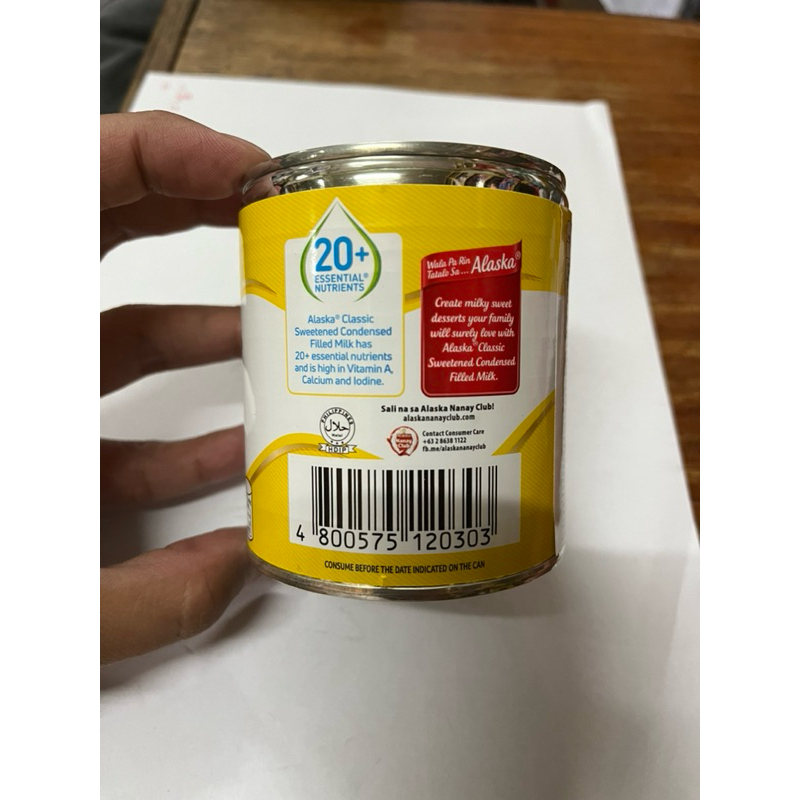 20+
ESSENTIAL®
NUTRIENTS
Alaska® Classic
Sweetened Condensed
Filled Milk has
20+ essential nutrients
and is high in Vitamin A,
Calcium and Iodine.
Wala Pa Rin
Tatalo Sa... Alaska®
Create milky sweet
desserts your family
will surely love with
Alaska® Classic
Sweetened Condensed
Filled Milk.
Sali na sa Alaska Nanay Club!
alaskananayclub.com
PHILIPPINES
حلال
HDIP
Contact Consumer Care
+63 2 8638 1122
fb.me/alaskananayclub
4 800575 120303
CONSUME BEFORE THE DATE INDICATED ON THE CAN